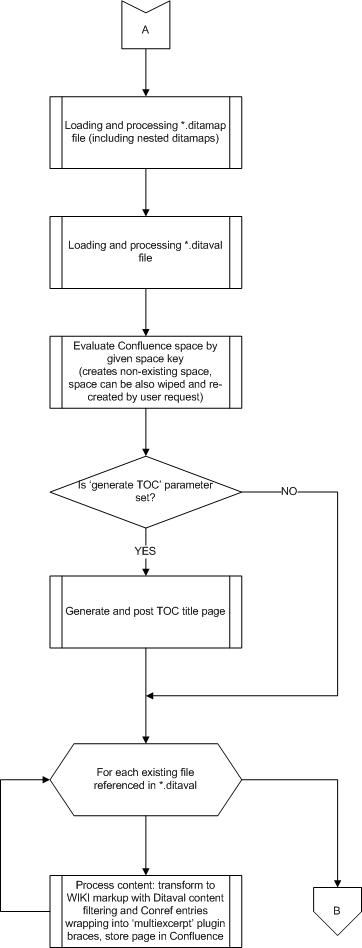 A
Loading and processing *.ditamap
file (including nested ditamaps)
Loading and processing *.ditaval
file
Evaluate Confluence space by
given space key
(creates non-existing space,
space can be also wiped and re-
created by user request)
Is ‘generate TOC’ parameter
set?
NO
YES
Generate and post TOC title page
For each existing file
referenced in *.ditaval
Process content: transform to
WIKI markup with Ditaval content
filtering and Conref entries
wrapping into ‘multiexcerpt’ plugin
braces, store page in Confluence
B